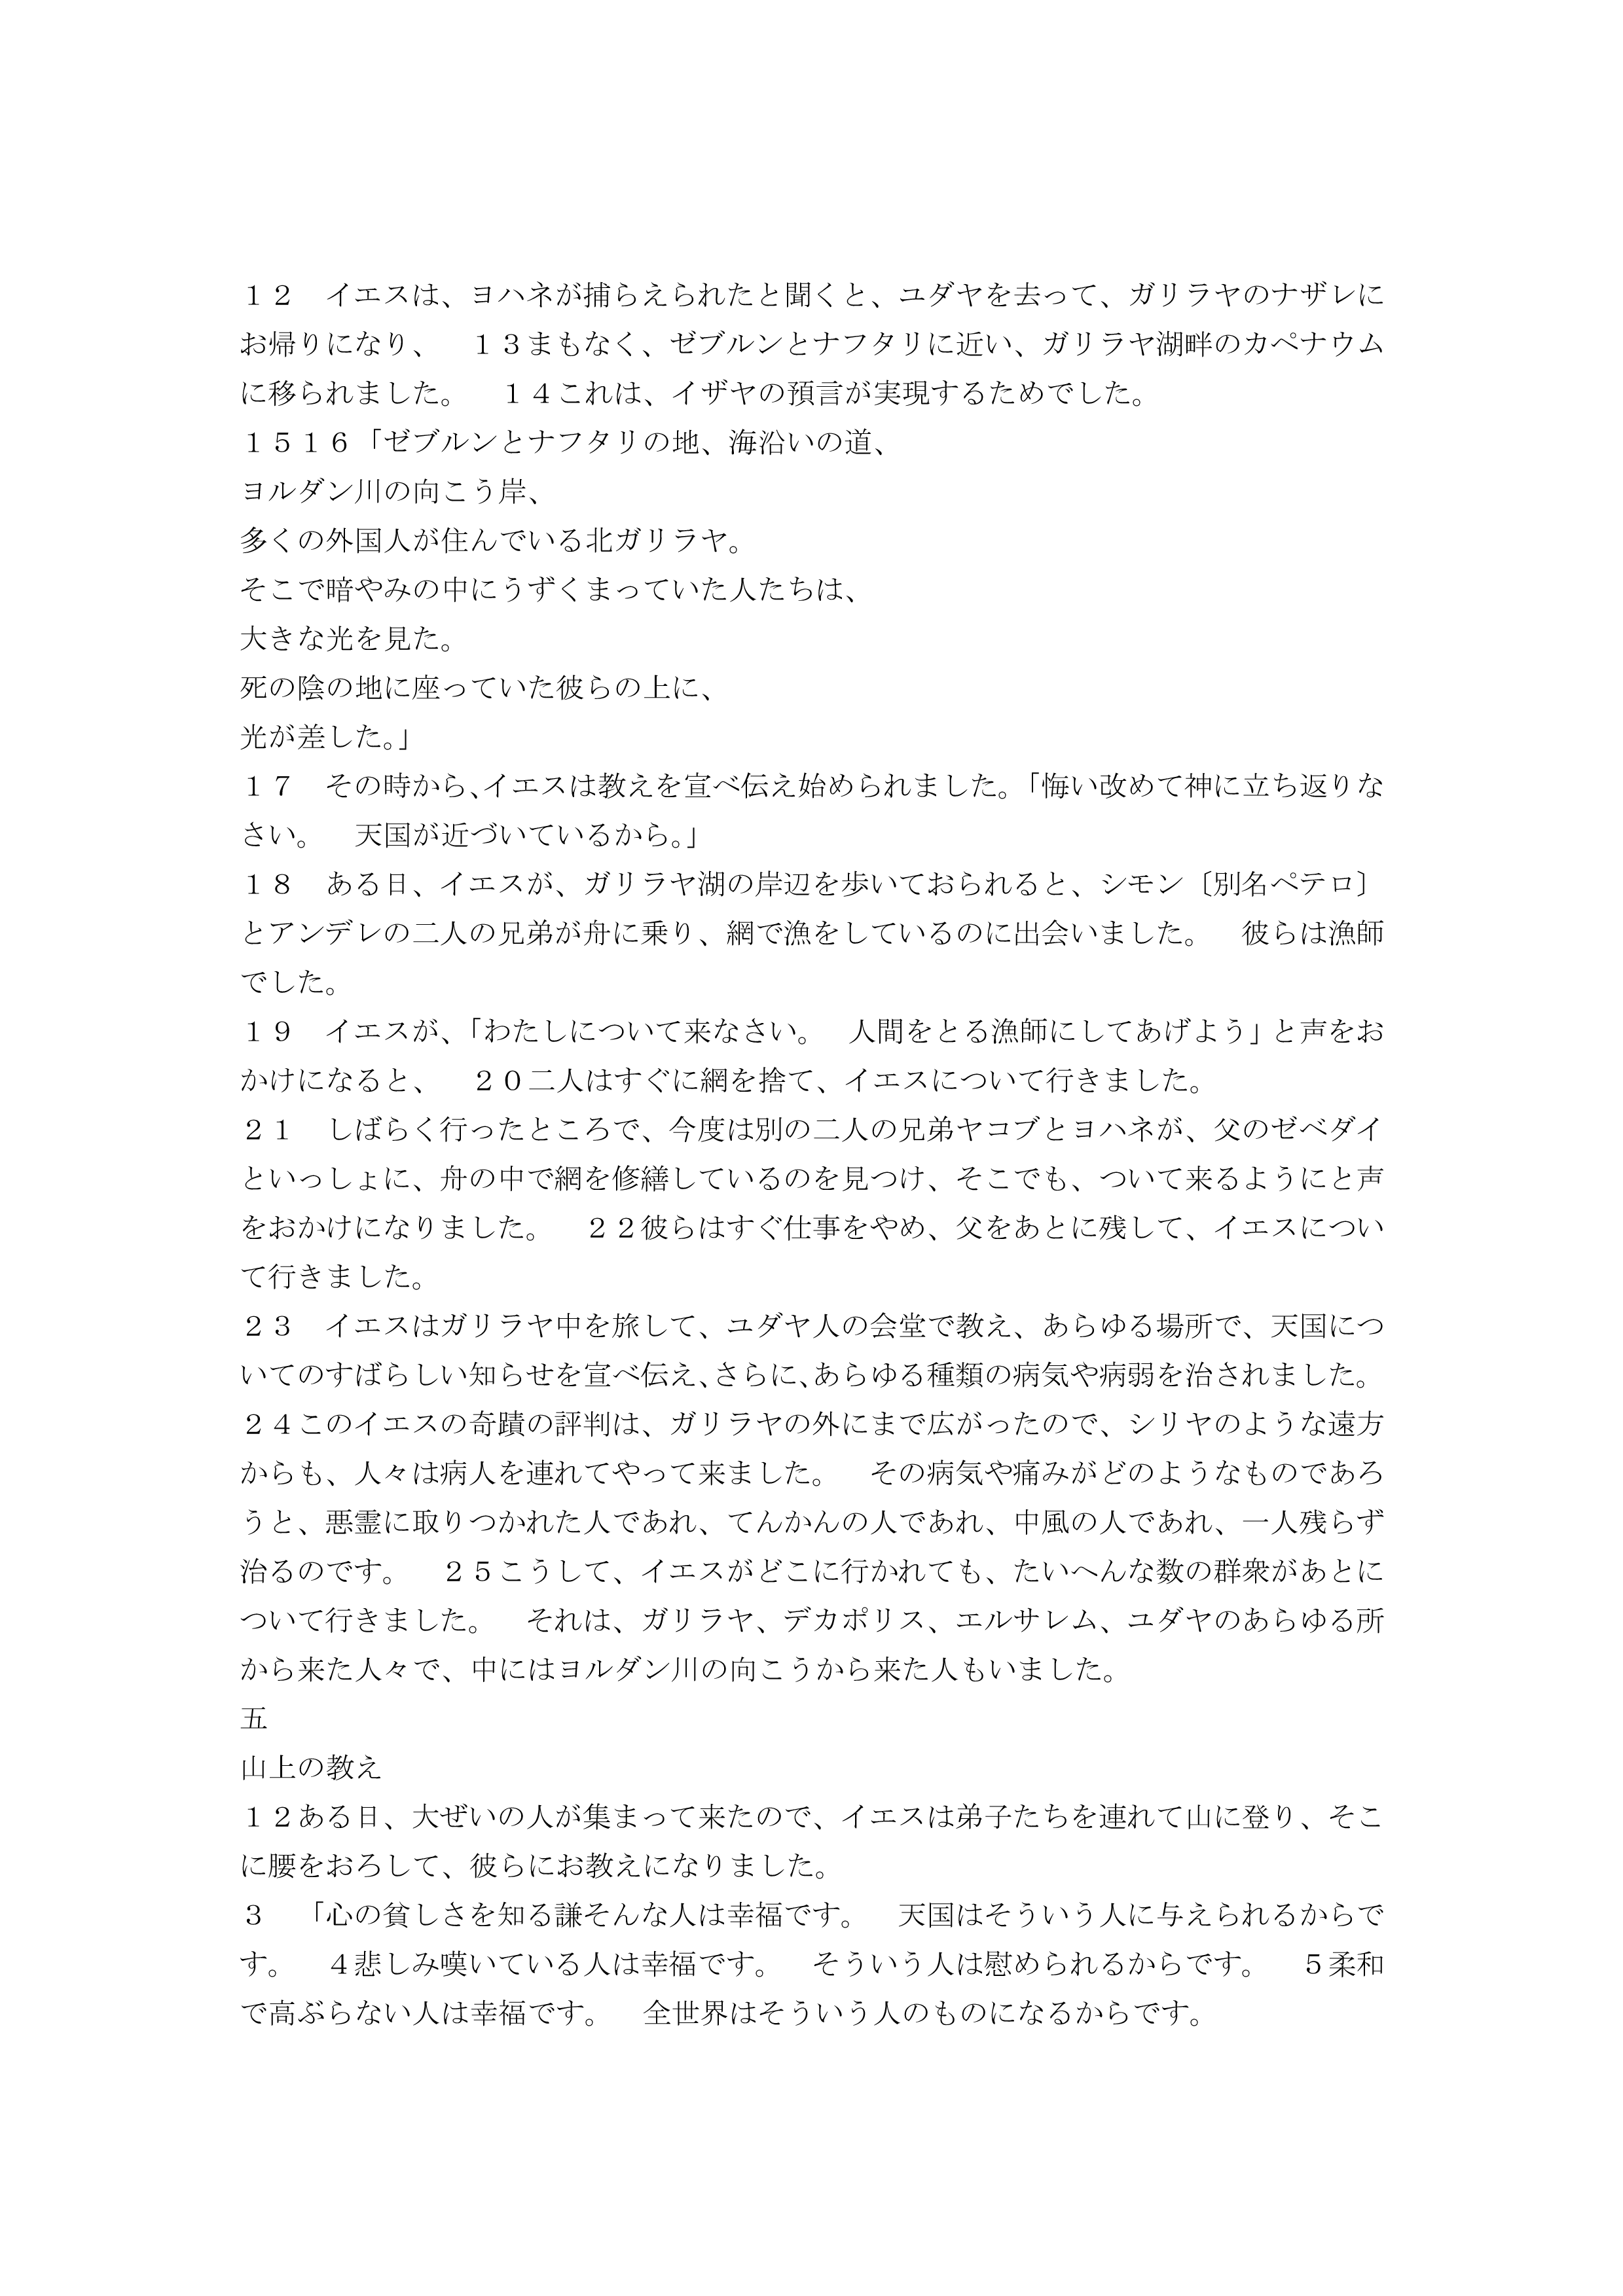 １２　イエスは、ヨハネが捕らえられたと聞くと、ユダヤを去って、ガリラヤのナザレに
お帰りになり、　１３まもなく、ゼブルンとナフタリに近い、ガリラヤ湖畔のカペナウム
に移られました。　１４これは、イザヤの預言が実現するためでした。
１５１６「ゼブルンとナフタリの地、海沿いの道、
ヨルダン川の向こう岸、
多くの外国人が住んでいる北ガリラヤ。
そこで暗やみの中にうずくまっていた人たちは、
大きな光を見た。
死の陰の地に座っていた彼らの上に、
光が差した。」
１７　その時から、イエスは教えを宣べ伝え始められました。「悔い改めて神に立ち返りな
さい。　天国が近づいているから。」
１８　ある日、イエスが、ガリラヤ湖の岸辺を歩いておられると、シモン〔別名ペテロ〕
とアンデレの二人の兄弟が舟に乗り、網で漁をしているのに出会いました。　彼らは漁師
でした。
１９　イエスが、「わたしについて来なさい。　人間をとる漁師にしてあげよう」と声をお
かけになると、　２０二人はすぐに網を捨て、イエスについて行きました。
２１　しばらく行ったところで、今度は別の二人の兄弟ヤコブとヨハネが、父のゼベダイ
といっしょに、舟の中で網を修繕しているのを見つけ、そこでも、ついて来るようにと声
をおかけになりました。　２２彼らはすぐ仕事をやめ、父をあとに残して、イエスについ
て行きました。
２３　イエスはガリラヤ中を旅して、ユダヤ人の会堂で教え、あらゆる場所で、天国につ
いてのすばらしい知らせを宣べ伝え、さらに、あらゆる種類の病気や病弱を治されました。
２４このイエスの奇蹟の評判は、ガリラヤの外にまで広がったので、シリヤのような遠方
からも、人々は病人を連れてやって来ました。　その病気や痛みがどのようなものであろ
うと、悪霊に取りつかれた人であれ、てんかんの人であれ、中風の人であれ、一人残らず
治るのです。　２５こうして、イエスがどこに行かれても、たいへんな数の群衆があとに
ついて行きました。　それは、ガリラヤ、デカポリス、エルサレム、ユダヤのあらゆる所
から来た人々で、中にはヨルダン川の向こうから来た人もいました。
五
山上の教え
１２ある日、大ぜいの人が集まって来たので、イエスは弟子たちを連れて山に登り、そこ
に腰をおろして、彼らにお教えになりました。
３　「心の貧しさを知る謙そんな人は幸福です。　天国はそういう人に与えられるからで
す。　４悲しみ嘆いている人は幸福です。　そういう人は慰められるからです。　５柔和
で高ぶらない人は幸福です。　全世界はそういう人のものになるからです。